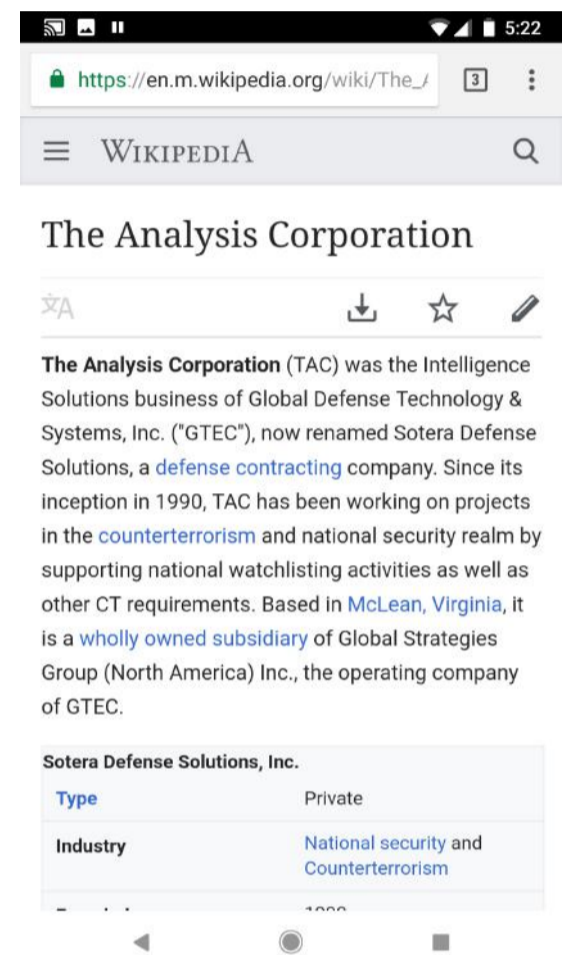 5:22
https://en.m.wikipedia.org/wiki/The_A
3
WIKIPEDIA
The Analysis Corporation
文A
The Analysis Corporation (TAC) was the Intelligence
Solutions business of Global Defense Technology &
Systems, Inc. ("GTEC"), now renamed Sotera Defense
Solutions, a defense contracting company. Since its
inception in 1990, TAC has been working on projects
in the counterterrorism and national security realm by
supporting national watchlisting activities as well as
other CT requirements. Based in McLean, Virginia, it
is a wholly owned subsidiary of Global Strategies
Group (North America) Inc., the operating company
of GTEC.
Sotera Defense Solutions, Inc.
Type Private
Industry National security and
Counterterrorism